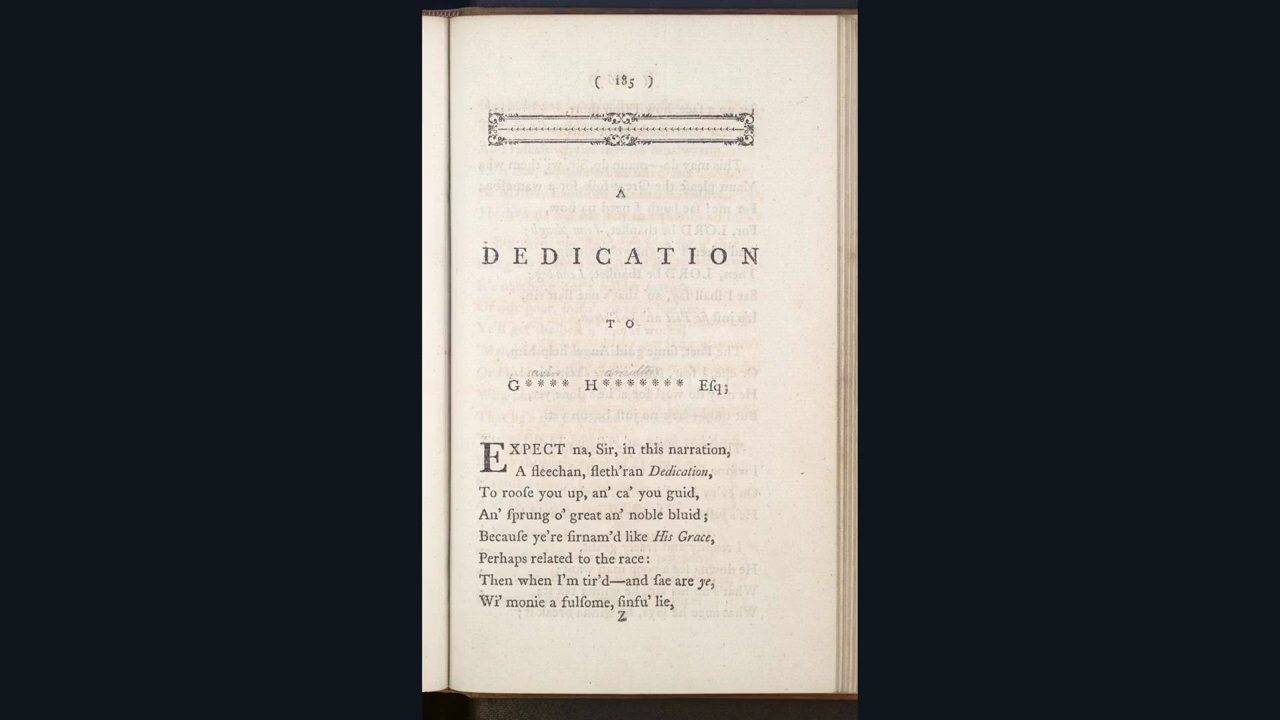 ( 185 )
A
DEDICATION
TO
G**** H******* Eſq;
EXPECT na, Sir, in this narration,
A fleechan, fleth'ran Dedication,
To rooſe you up, an' ca' you guid,
An' ſprung o' great an' noble bluid;
Becauſe ye're ſirnam'd like His Grace,
Perhaps related to the race:
Then when I'm tir'd—and ſae are ye,
Wi' monie a fulſome, ſinfu' lie,
Z